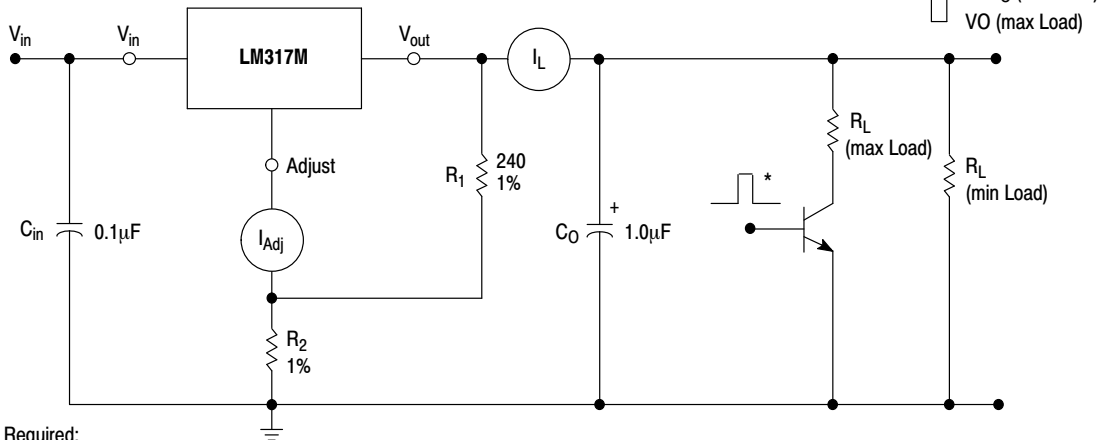 VO (max Load)
Vin
Vin
LM317M
Vout
IL
Adjust
R1
240
1%
RL
(max Load)
RL
(min Load)
*
Cin
0.1μF
IAdj
+
CO
1.0μF
R2
1%
Required: